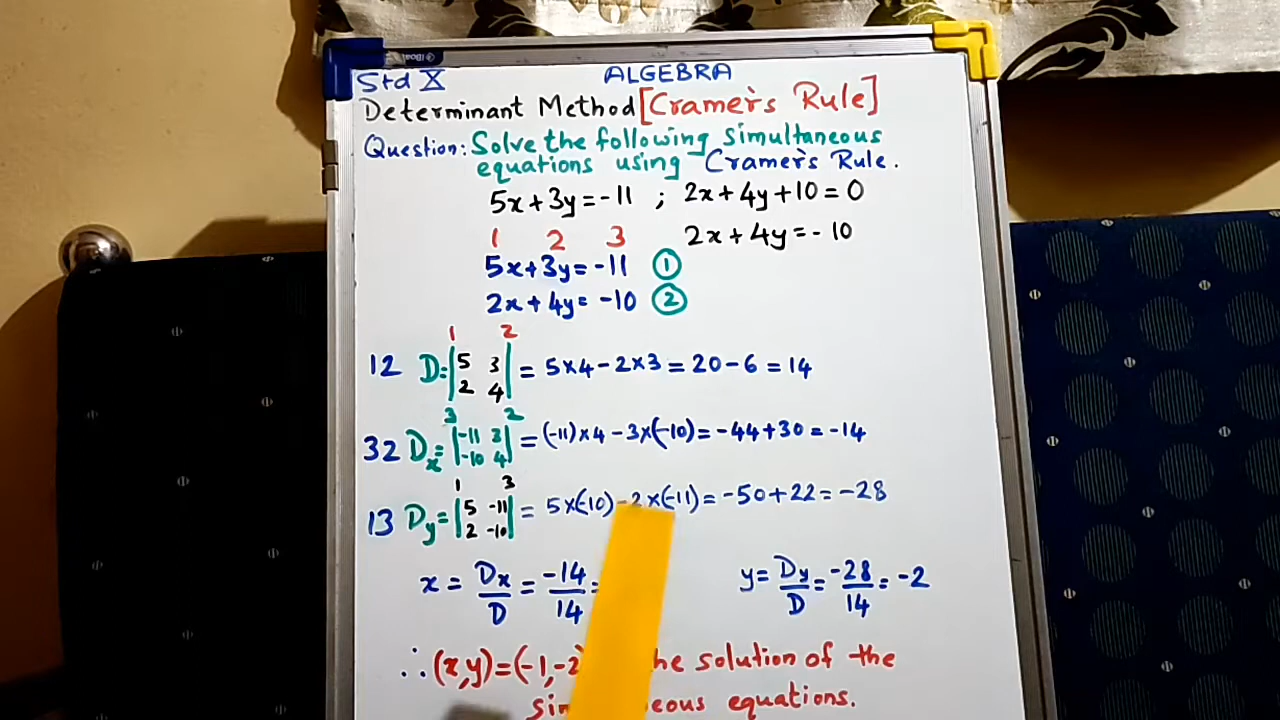 Std X ALGEBRA
Determinant Method [Cramer's Rule]
Question: Solve the following simultaneous
equations using Cramer's Rule.
5x+3y=-11 ; 2x+4y+10=0
1 2 3 2x+4y=-10
5x+3y=-11 ①
2x+4y=-10 ②
1 2
12 D=|5 3| = 5×4-2×3=20-6=14
|2 4|
3 2
32 Dx=|-11 3| =(-11)×4-3×(-10)=-44+30=-14
|-10 4|
1 3
13 Dy=|5 -11| = 5×(-10)-2×(-11)=-50+22=-28
|2 -10|
x = Dx/D = -14/14 = y = Dy/D = -28/14 = -2
∴(x,y)=(-1,-2) the solution of the
equations.